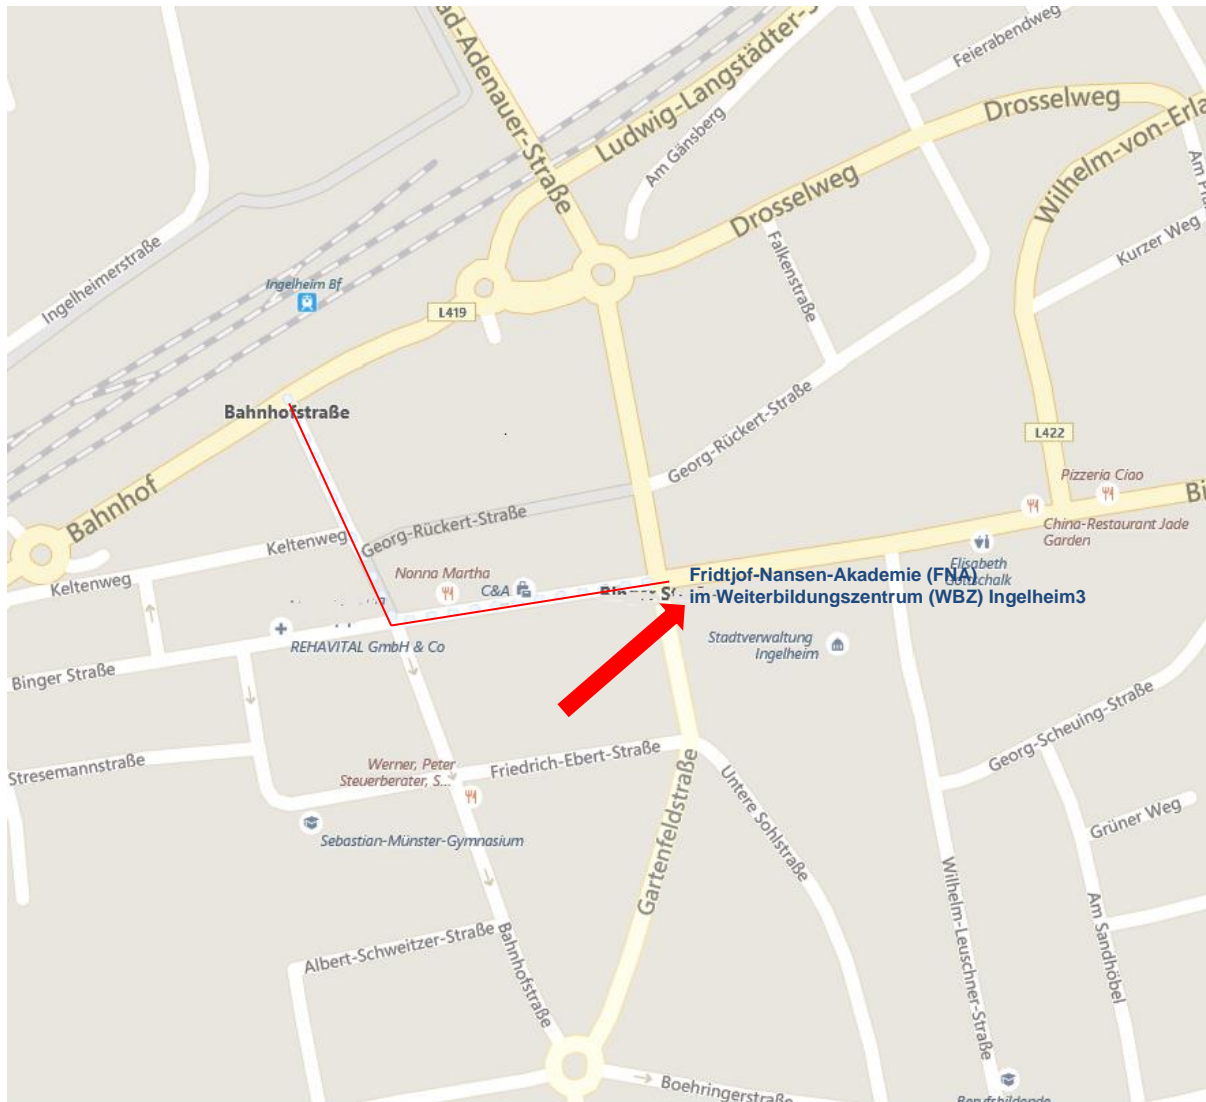 ad-Adenauer-Straße
Ludwig-Langstädter-S
Feierabendweg
Drosselweg
Wilhelm-von-Erla
Am Gänsberg
Drosselweg
Kurzer Weg
Falkenstraße
Ingelheimerstraße
Ingelheim Bf
L419
Bahnhofstraße
Georg-Rückert-Straße
L422
Pizzeria Ciao
Bahnhof
Georg-Rückert-Straße
China-Restaurant Jade
Garden
Keltenweg
Keltenweg
Nonna Martha
C&A
Elisabeth
Gottschalk
Fridtjof-Nansen-Akademie (FNA)
im Weiterbildungszentrum (WBZ) Ingelheim3
REHAVITAL GmbH & Co
Stadtverwaltung
Ingelheim
Binger Straße
Georg-Scheuing-Straße
Stresemannstraße
Friedrich-Ebert-Straße
Werner, Peter
Steuerberater, S...
Untere Sohlstraße
Grüner Weg
Sebastian-Münster-Gymnasium
Gartenfeldstraße
Wilhelm-Leuschner-Straße
Am Sandhöbel
Albert-Schweitzer-Straße
Bahnhofstraße
Boehringerstraße
Berufsbildende